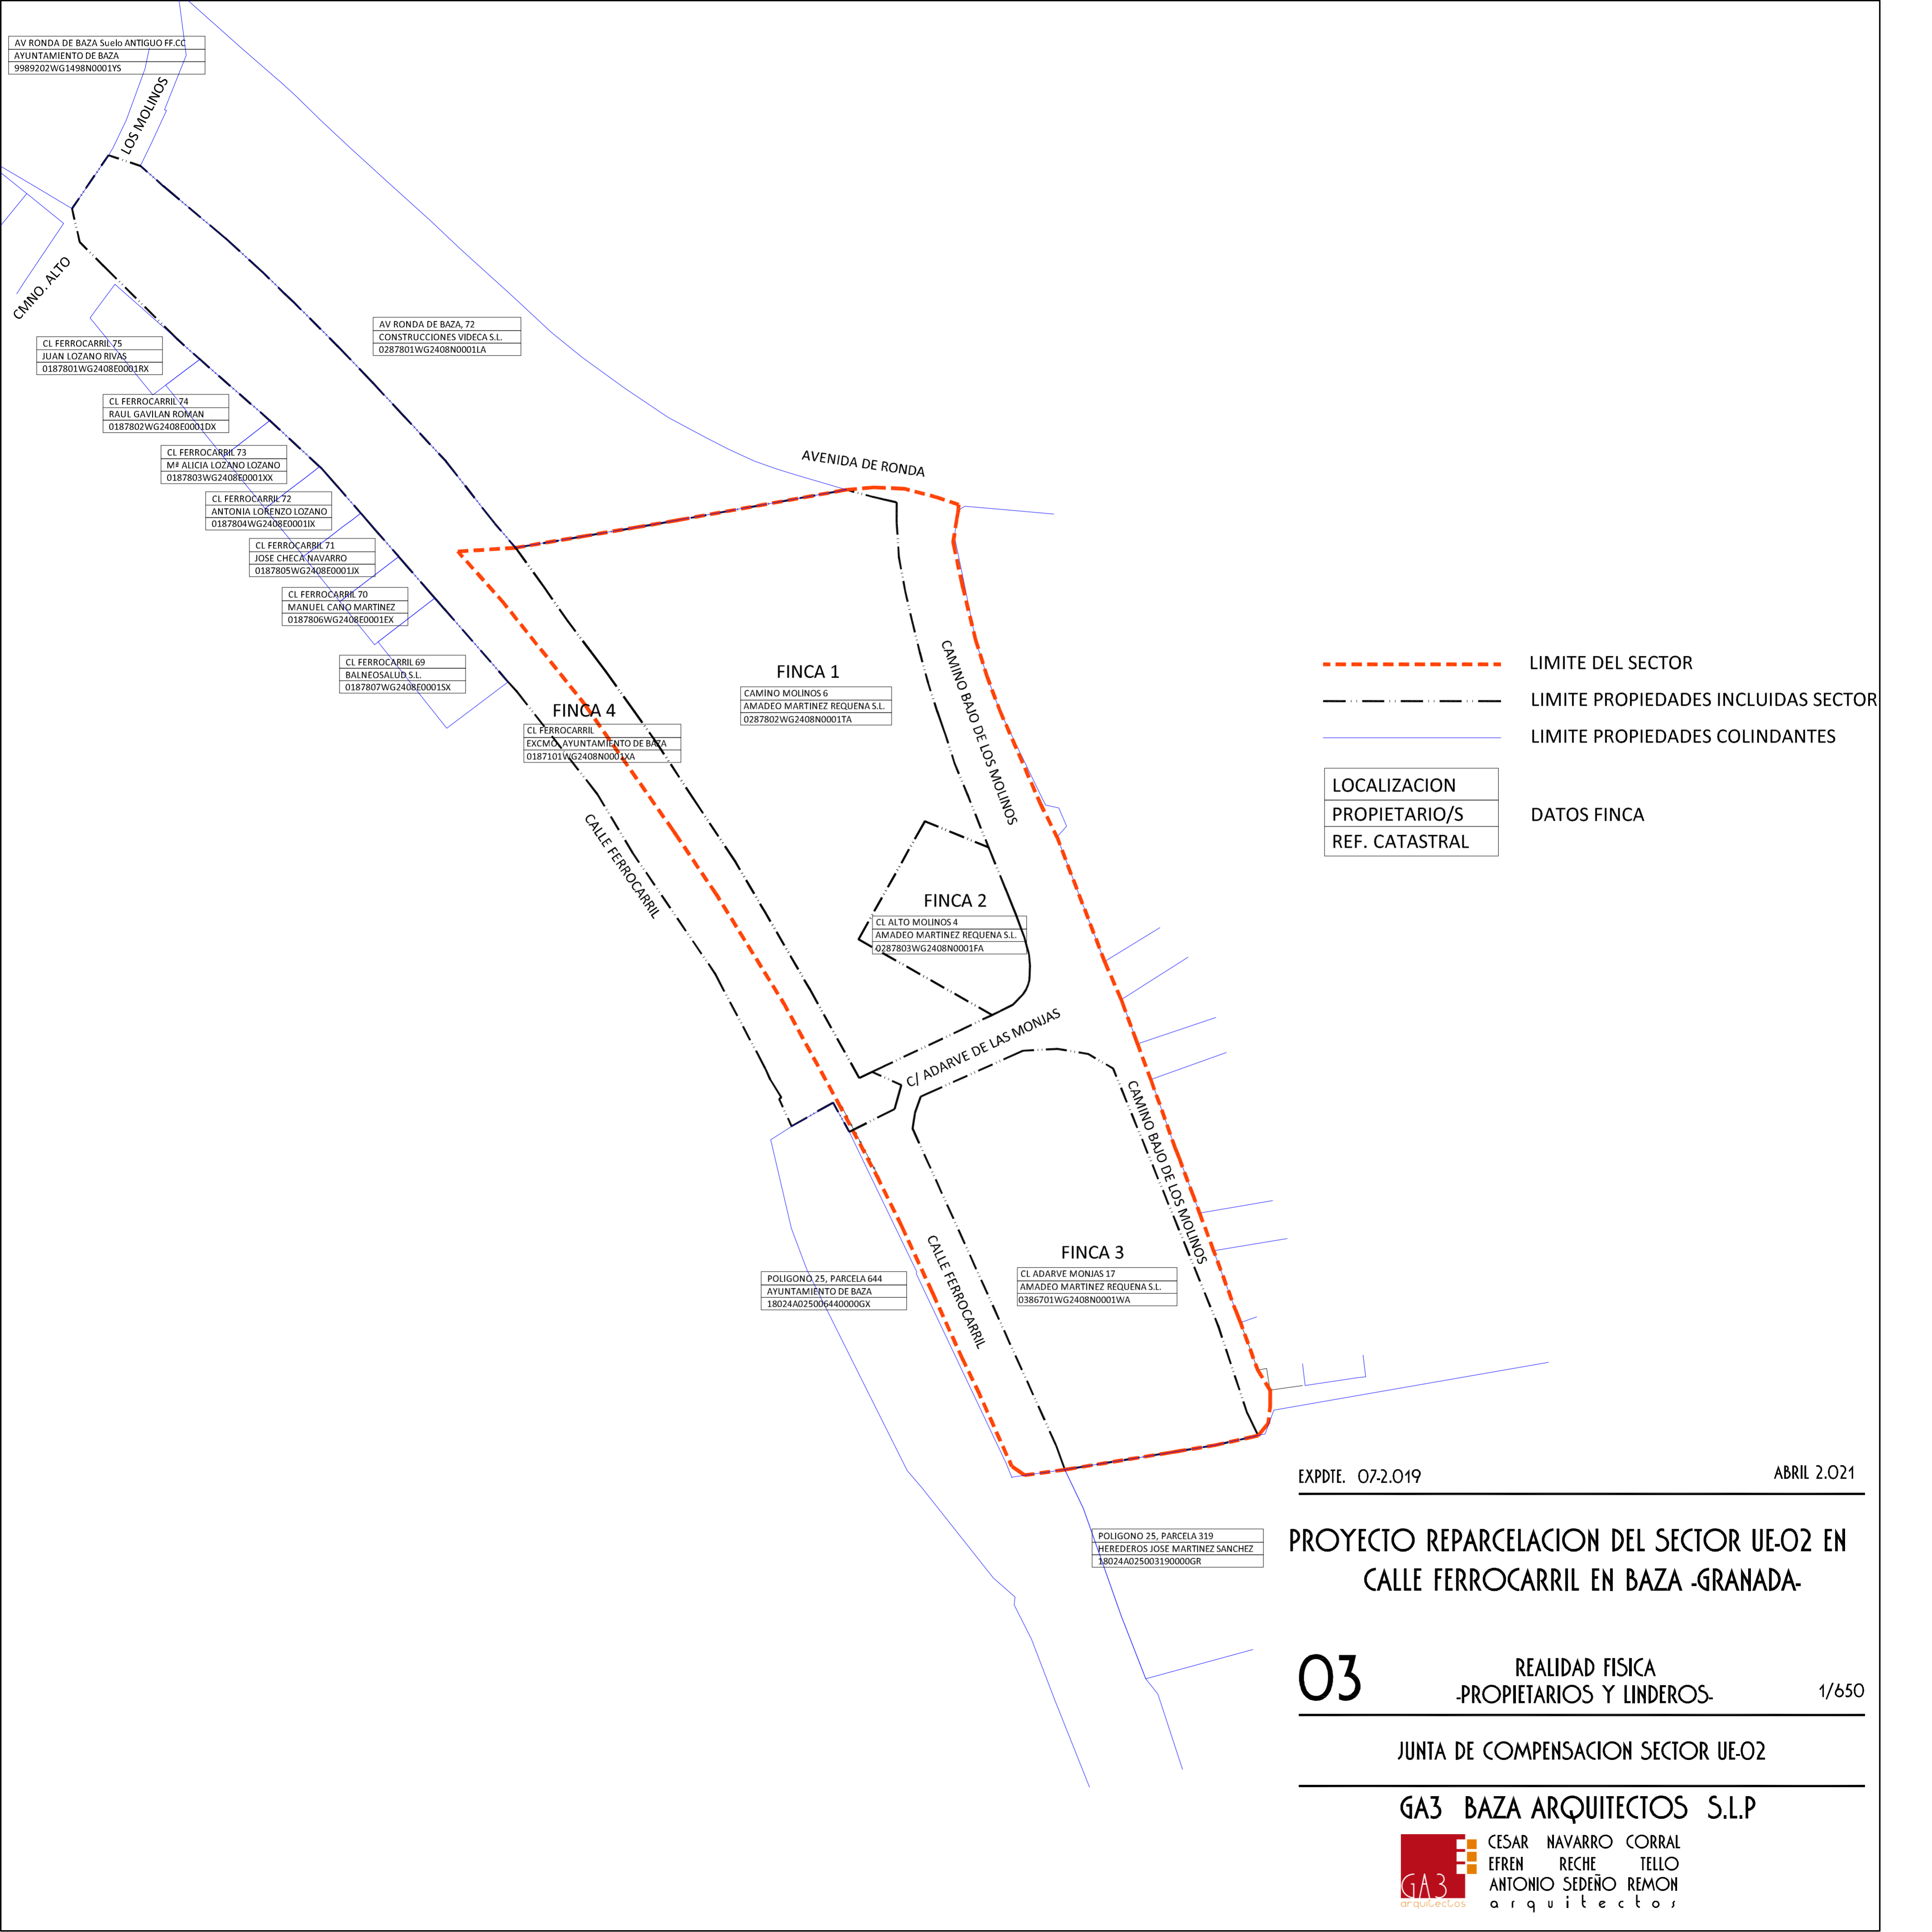 AV RONDA DE BAZA Suelo ANTIGUO FF.CC
AYUNTAMIENTO DE BAZA
9989202WG1498N0001YS
LOS MOLINOS
CMNO. ALTO
AV RONDA DE BAZA, 72
CONSTRUCCIONES VIDECA S.L.
0287801WG2408N0001LA
CL FERROCARRIL 75
JUAN LOZANO RIVAS
0187801WG2408E0001RX
CL FERROCARRIL 74
RAUL GAVILAN ROMAN
0187802WG2408E0001DX
CL FERROCARRIL 73
Mª ALICIA LOZANO LOZANO
0187803WG2408E0001XX
CL FERROCARRIL 72
ANTONIA LORENZO LOZANO
0187804WG2408E0001IX
CL FERROCARRIL 71
JOSE CHECA NAVARRO
0187805WG2408E0001JX
CL FERROCARRIL 70
MANUEL CAÑO MARTINEZ
0187806WG2408E0001EX
CL FERROCARRIL 69
BALNEOSALUD S.L.
0187807WG2408E0001SX
AVENIDA DE RONDA
FINCA 1
CAMINO MOLINOS 6
AMADEO MARTINEZ REQUENA S.L.
0287802WG2408N0001TA
CAMINO BAJO DE LOS MOLINOS
FINCA 4
CL FERROCARRIL
EXCMO. AYUNTAMIENTO DE BAZA
0187101WG2408N0001XA
CALLE FERROCARRIL
FINCA 2
CL ALTO MOLINOS 4
AMADEO MARTINEZ REQUENA S.L.
0287803WG2408N0001FA
C/ ADARVE DE LAS MONJAS
CAMINO BAJO DE LOS MOLINOS
CALLE FERROCARRIL
FINCA 3
CL ADARVE MONJAS 17
AMADEO MARTINEZ REQUENA S.L.
0386701WG2408N0001WA
POLIGONO 25, PARCELA 644
AYUNTAMIENTO DE BAZA
18024A025006440000GX
POLIGONO 25, PARCELA 319
HEREDEROS JOSE MARTINEZ SANCHEZ
18024A025003190000GR
LIMITE DEL SECTOR
LIMITE PROPIEDADES INCLUIDAS SECTOR
LIMITE PROPIEDADES COLINDANTES
LOCALIZACION
PROPIETARIO/S
REF. CATASTRAL
DATOS FINCA
EXPDTE. 07-2.019
ABRIL 2.021
PROYECTO REPARCELACION DEL SECTOR UE-02 EN
CALLE FERROCARRIL EN BAZA -GRANADA-
03
REALIDAD FISICA
-PROPIETARIOS Y LINDEROS-
1/650
JUNTA DE COMPENSACION SECTOR UE-02
GA3 BAZA ARQUITECTOS S.L.P
CESAR NAVARRO CORRAL
EFREN RECHE TELLO
ANTONIO SEDEÑO REMON
arquitectos
GA3
arquitectos